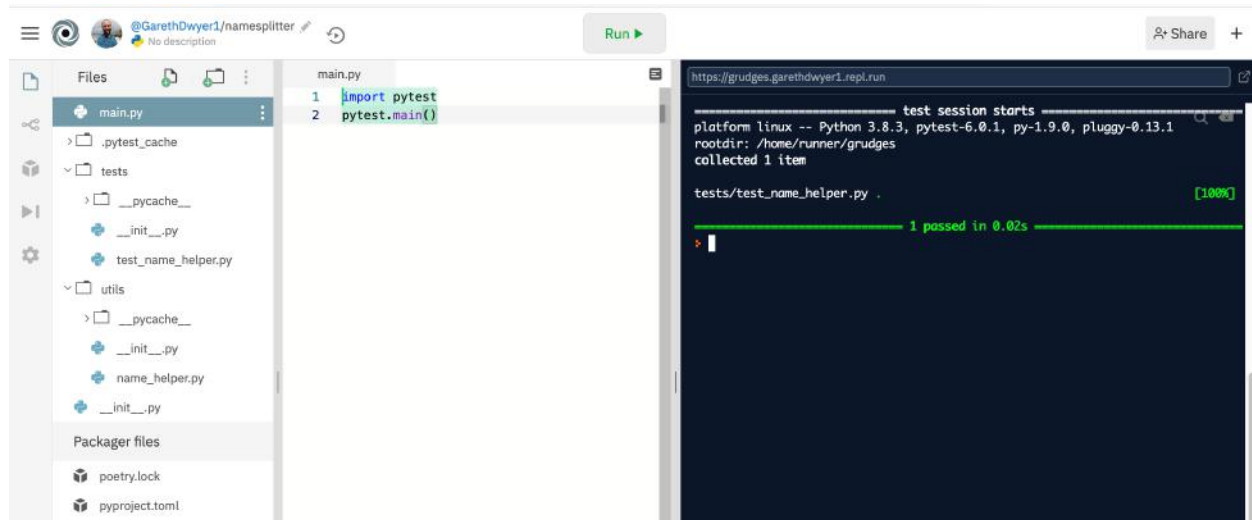 @GarethDwyer1/namesplitter
No description
Run
Share
+
Files
main.py
.pytest_cache
tests
__pycache__
__init__.py
test_name_helper.py
utils
__pycache__
__init__.py
name_helper.py
__init__.py
Packager files
poetry.lock
pyproject.toml
main.py
1 import pytest
2 pytest.main()
https://grudges.garethdwyer1.repl.run
test session starts
platform linux -- Python 3.8.3, pytest-6.0.1, py-1.9.0, pluggy-0.13.1
rootdir: /home/runner/grudges
collected 1 item
tests/test_name_helper.py . [100%]
1 passed in 0.02s